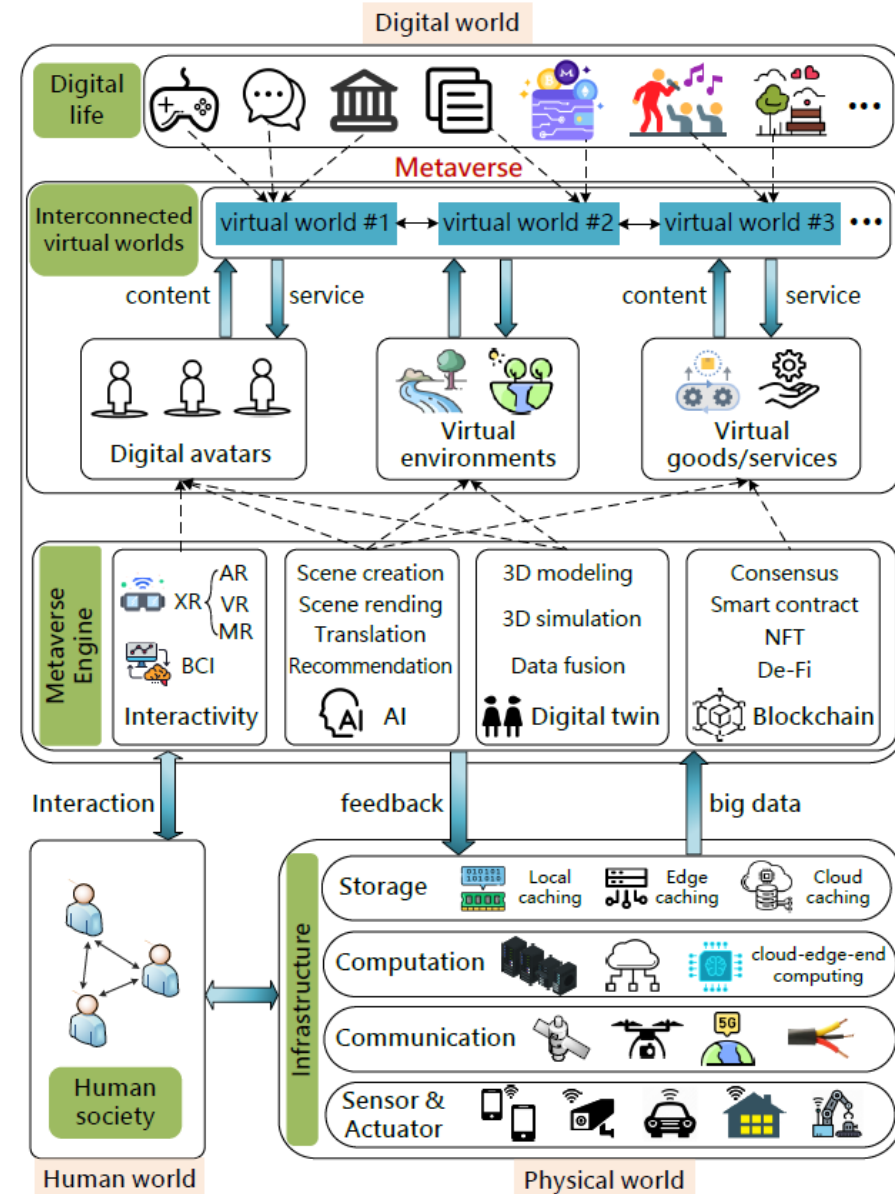 Digital world
Digital
life
Metaverse
Interconnected
virtual worlds
virtual world #1
virtual world #2
virtual world #3
content
service
content
service
Digital avatars
Virtual
environments
Virtual
goods/services
Metaverse
Engine
XR
AR
VR
MR
BCI
Interactivity
Scene creation
Scene rending
Translation
Recommendation
AI
AI
3D modeling
3D simulation
Data fusion
Digital twin
Consensus
Smart contract
NFT
De-Fi
Blockchain
Interaction
feedback
big data
Human
society
Human world
Infrastructure
Storage
010101
101010
Local
caching
Edge
caching
Cloud
caching
Computation
cloud-edge-end
computing
Communication
5G
Sensor &
Actuator
Physical world